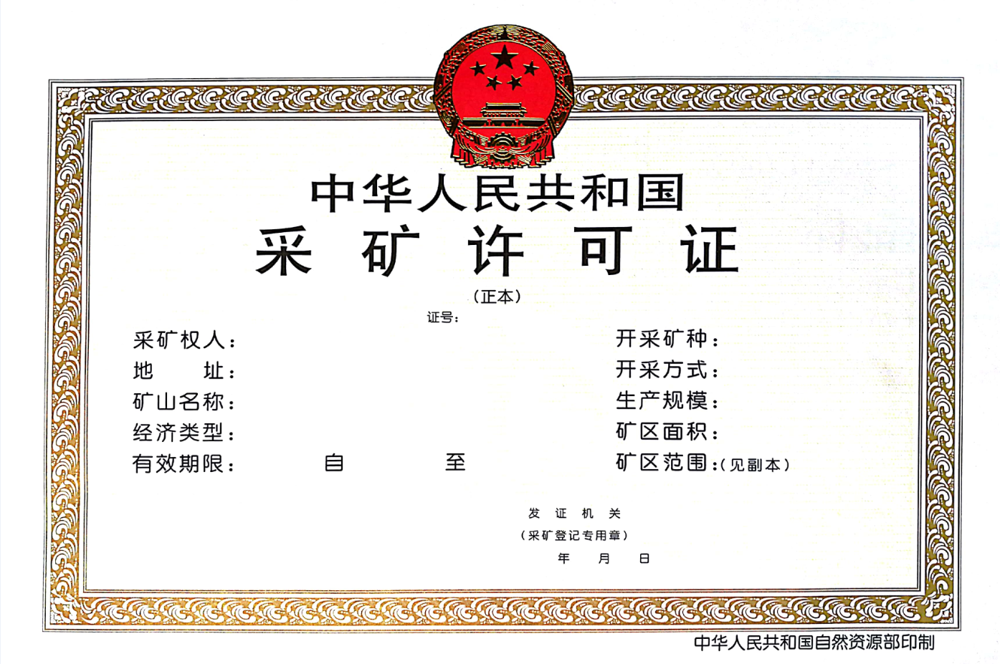 中华人民共和国
采矿许可证
（正本）
证号：
采矿权人：
地 址：
矿山名称：
经济类型：
有效期限： 自 至
开采矿种：
开采方式：
生产规模：
矿区面积：
矿区范围：（见副本）
发证机关
（采矿登记专用章）
年 月 日
中华人民共和国自然资源部印制